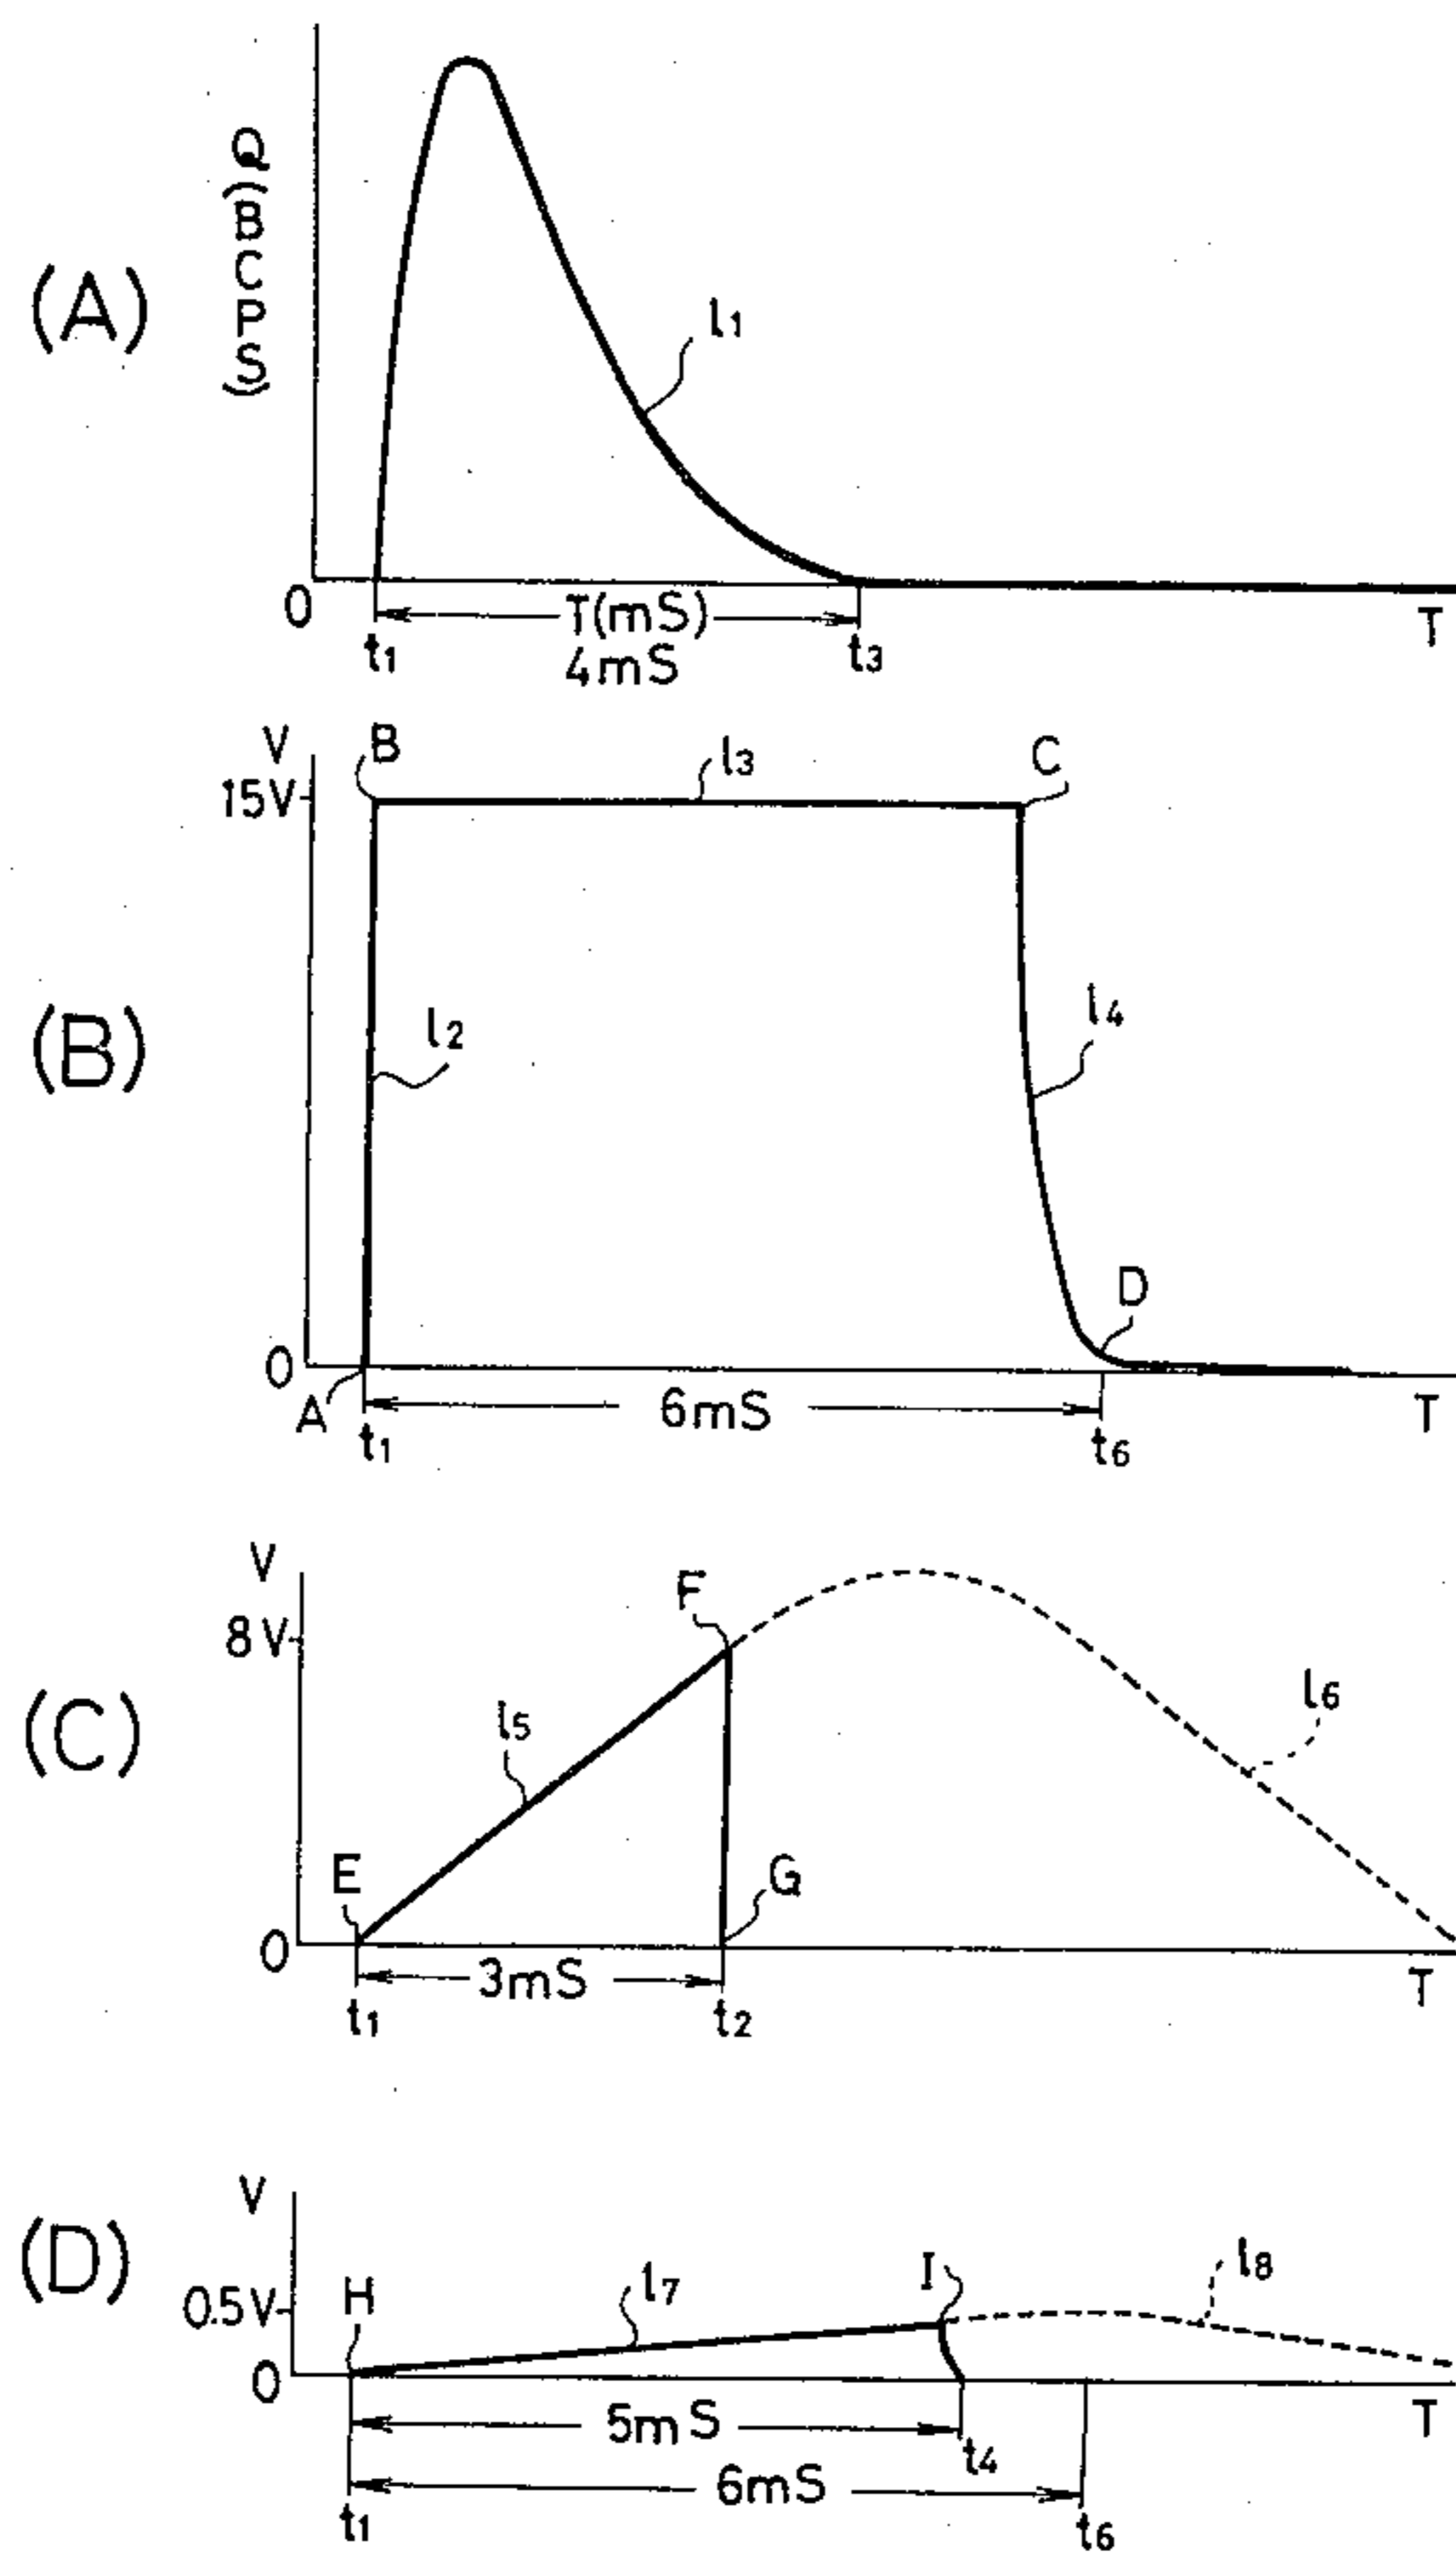 (A)
Q(BCPS)
l1
0
t1
T(mS)
4mS
t3
T
(B)
V
15V
B
l3
C
l2
l4
D
0
A
6mS
T
t1
t6
(C)
V
8V
F
l5
l6
E
G
0
3mS
T
t1
t2
(D)
V
0.5V
H
l7
I
l8
0
5mS
T
t4
6mS
t1
t6